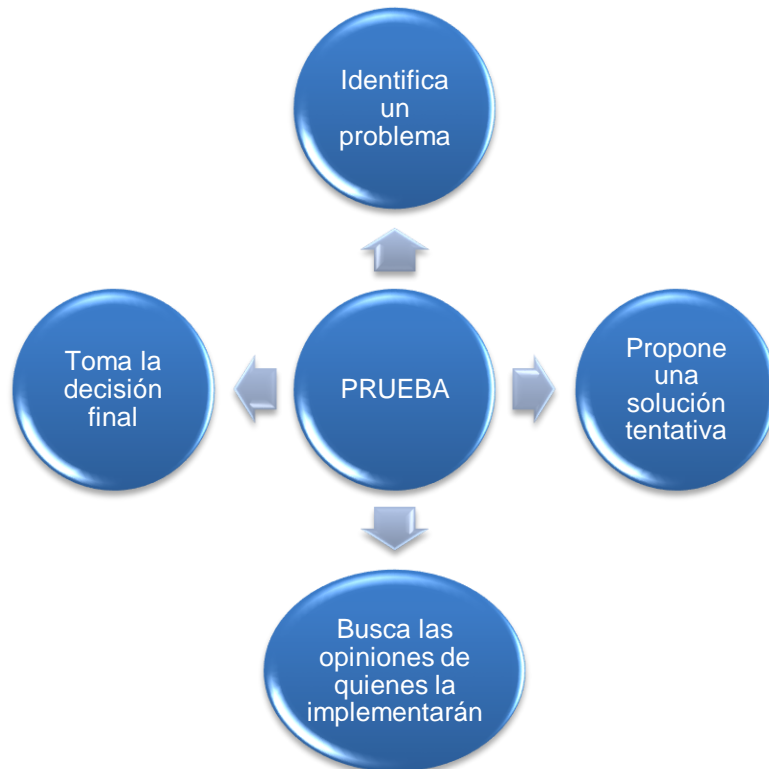 Identifica
un
problema
Toma la
decisión
final
PRUEBA
Propone
una
solución
tentativa
Busca las
opiniones de
quienes la
implementarán